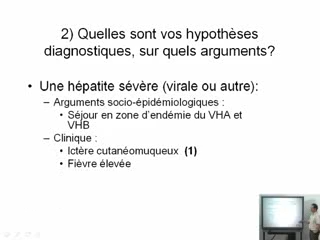 2) Quelles sont vos hypothèses
diagnostiques, sur quels arguments?
• Une hépatite sévère (virale ou autre):
– Arguments socio-épidémiologiques :
• Séjour en zone d'endémie du VHA et
VHB
– Clinique :
• Ictère cutanéomuqueux (1)
• Fièvre élevée